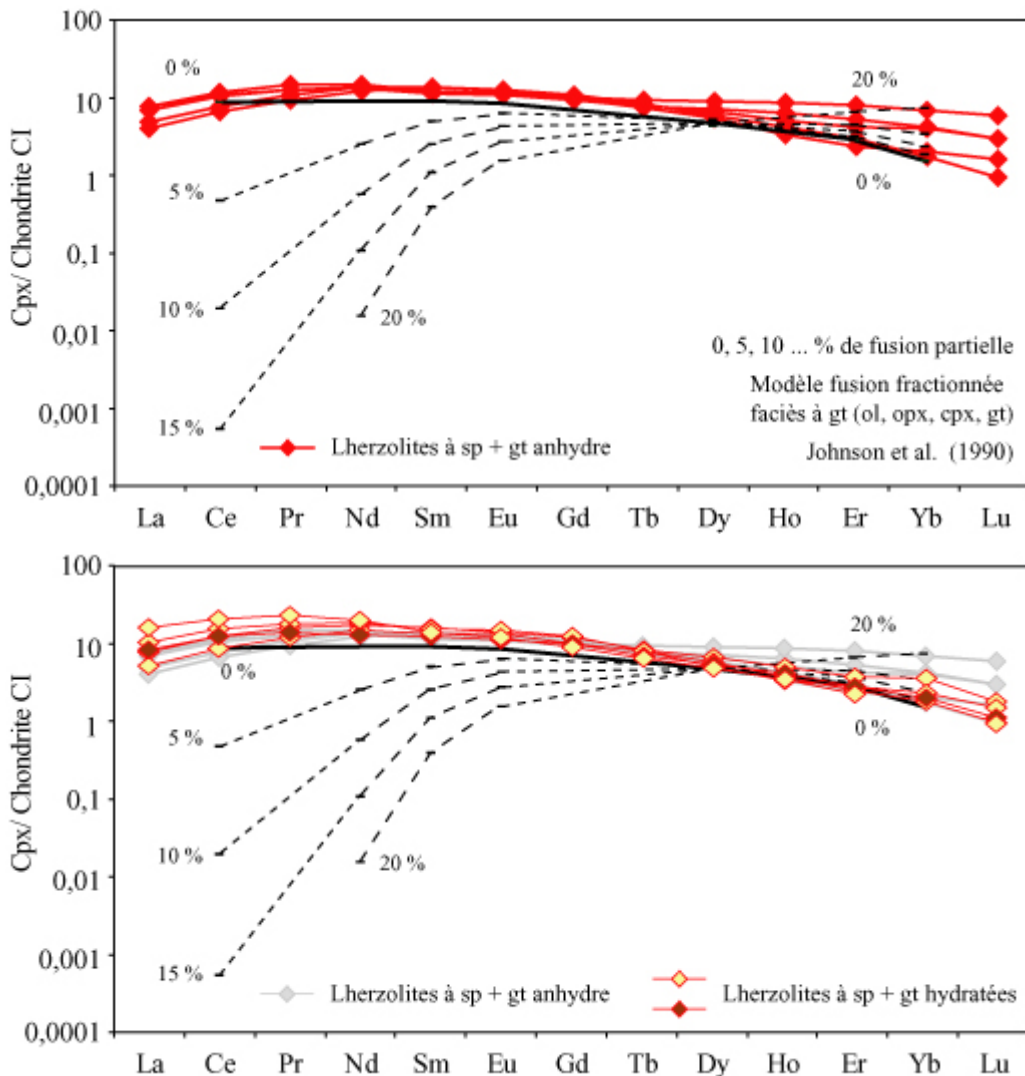 100
10
1
0,1
0,01
0,001
0,0001
Cpx/ Chondrite CI
0 %
20 %
5 %
0 %
10 %
20 %
15 %
0, 5, 10 ... % de fusion partielle
Modèle fusion fractionnée
faciès à gt (ol, opx, cpx, gt)
Johnson et al. (1990)
Lherzolites à sp + gt anhydre
La Ce Pr Nd Sm Eu Gd Tb Dy Ho Er Yb Lu
100
10
1
0,1
0,01
0,001
0,0001
Cpx/ Chondrite CI
20 %
0 %
5 %
0 %
10 %
20 %
15 %
Lherzolites à sp + gt anhydre
Lherzolites à sp + gt hydratées
La Ce Pr Nd Sm Eu Gd Tb Dy Ho Er Yb Lu